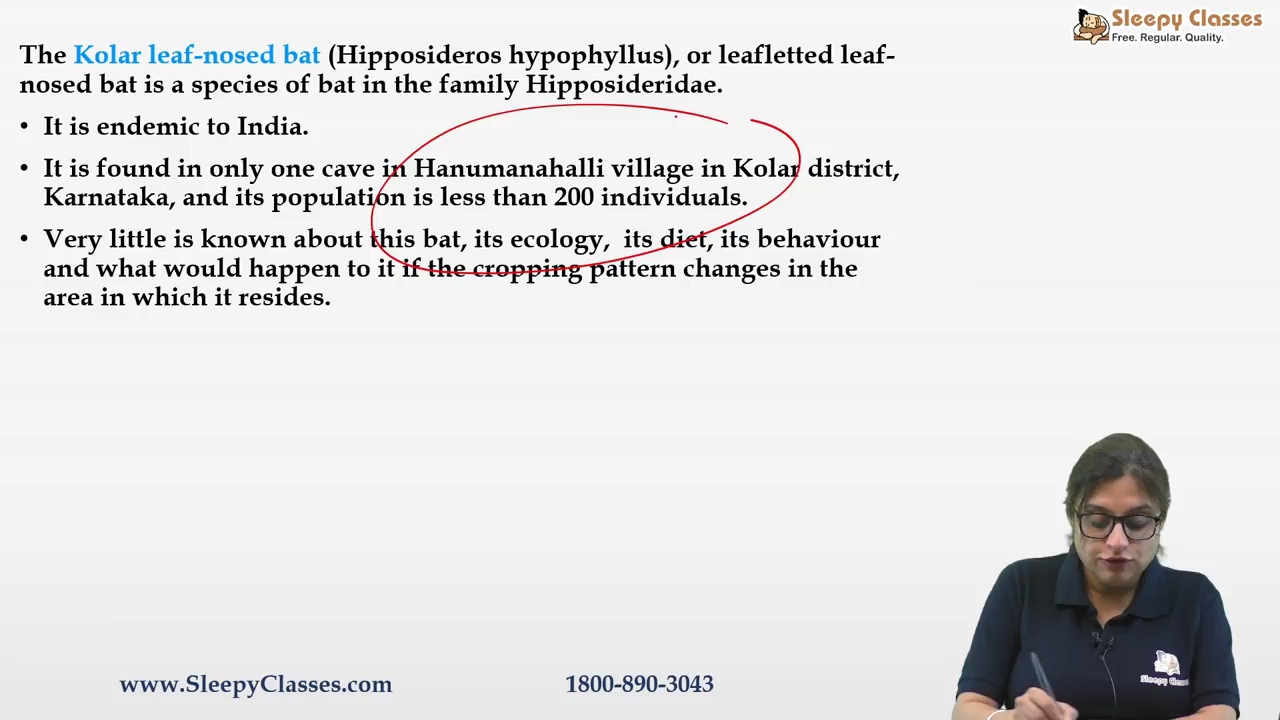 Sleepy Classes
Free. Regular. Quality.
The Kolar leaf-nosed bat (Hipposideros hypophyllus), or leafletted leaf-
nosed bat is a species of bat in the family Hipposideridae.
• It is endemic to India.
• It is found in only one cave in Hanumanahalli village in Kolar district,
Karnataka, and its population is less than 200 individuals.
• Very little is known about this bat, its ecology, its diet, its behaviour
and what would happen to it if the cropping pattern changes in the
area in which it resides.
Sleepy Classes
www.SleepyClasses.com 1800-890-3043